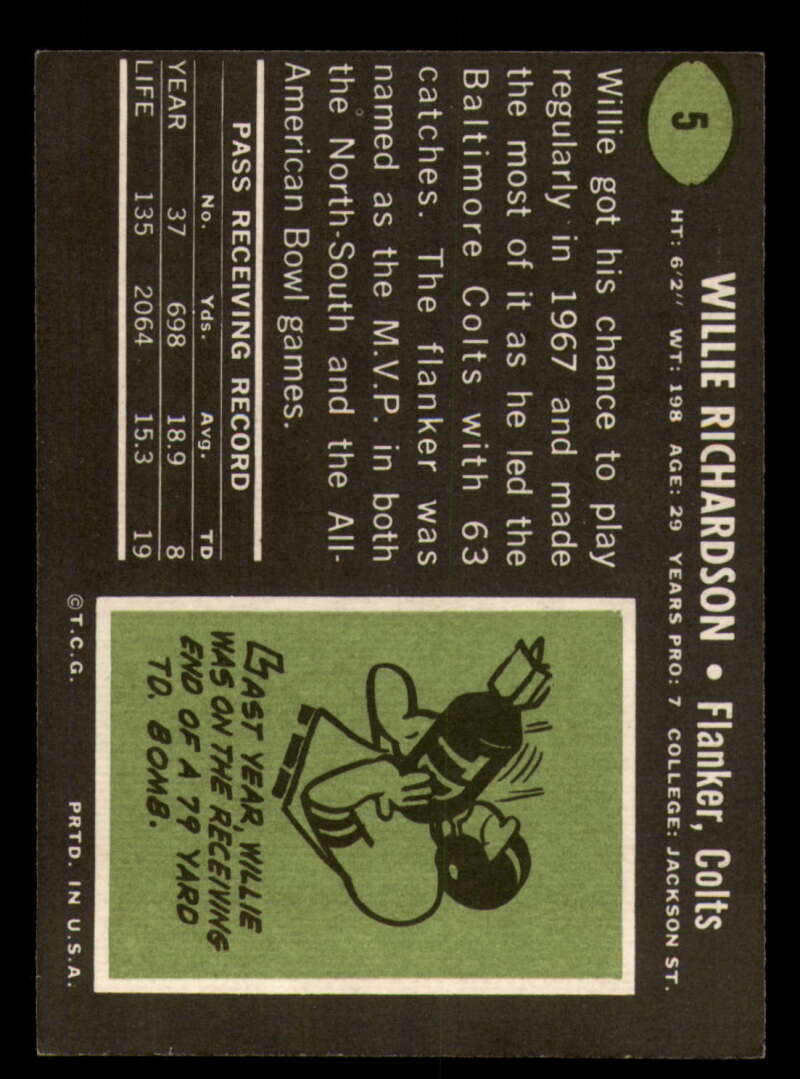 5
WILLIE RICHARDSON • Flanker, Colts
HT: 6'2" WT: 198 AGE: 29 YEARS PRO: 7 COLLEGE: JACKSON ST.
Willie got his chance to play
regularly in 1967 and made
the most of it as he led the
Baltimore Colts with 63
catches. The flanker was
named as the M.V.P. in both
the North-South and the All-
American Bowl games.
PASS RECEIVING RECORD
No. Yds. Avg. TD
YEAR 37 698 18.9 8
LIFE 135 2064 15.3 19
LAST YEAR, WILLIE
WAS ON THE RECEIVING
END OF A 79 YARD
TD. BOMB.
© T.C.G. PRTD. IN U.S.A.